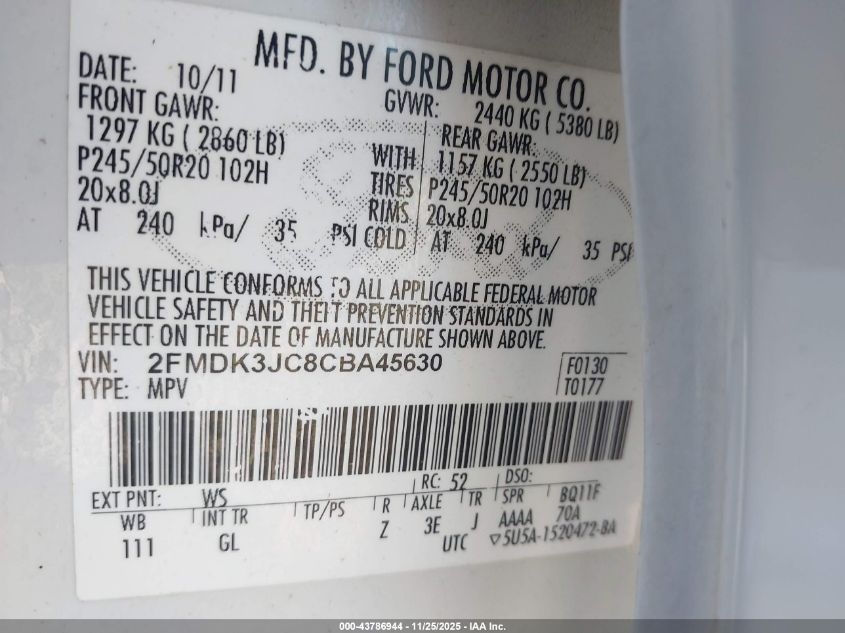 MFD. BY FORD MOTOR CO.
DATE: 10/11 GVWR: 2440 KG ( 5380 LB)
FRONT GAWR: REAR GAWR:
1297 KG ( 2860 LB) WITH 1157 KG ( 2550 LB)
P245/50R20 102H TIRES P245/50R20 102H
20x8.0J RIMS 20x8.0J
AT 240 kPa/ 35 PSI COLD AT 240 kPa/ 35 PSI
THIS VEHICLE CONFORMS TO ALL APPLICABLE FEDERAL MOTOR
VEHICLE SAFETY AND THEFT PREVENTION STANDARDS IN
EFFECT ON THE DATE OF MANUFACTURE SHOWN ABOVE.
VIN: 2FMDK3JC8CBA45630 F0130
TYPE: MPV T0177
EXT PNT: WS RC: 52 DSO:
WB INT TR TP/PS R AXLE TR SPR BQ11F
111 GL Z 3E J AAAA 70A
UTC ▽5U5A-1520472-BA
000-43786944 - 11/25/2025 - IAA Inc.